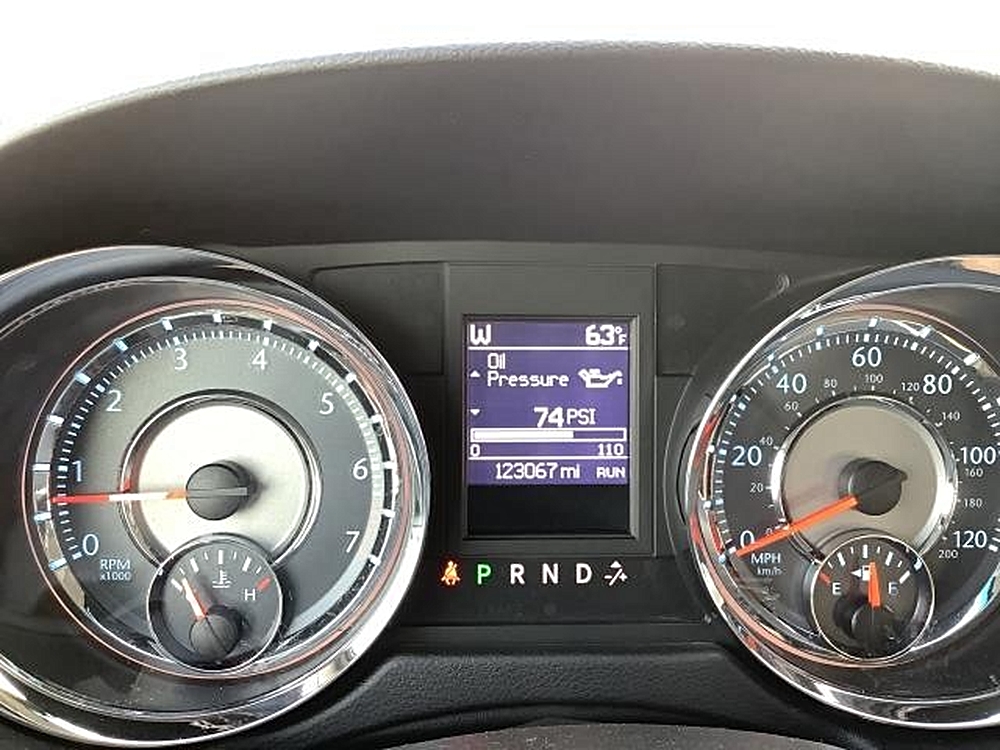 W 63°F
Oil
Pressure
74 PSI
0 110
123067 mi RUN
0 1 2 3 4 5 6 7
RPM
x1000
H
P R N D
0 20 40 60 80 100 120
20 40 60 80 100 120 140 160 180 200
MPH
km/h
E F